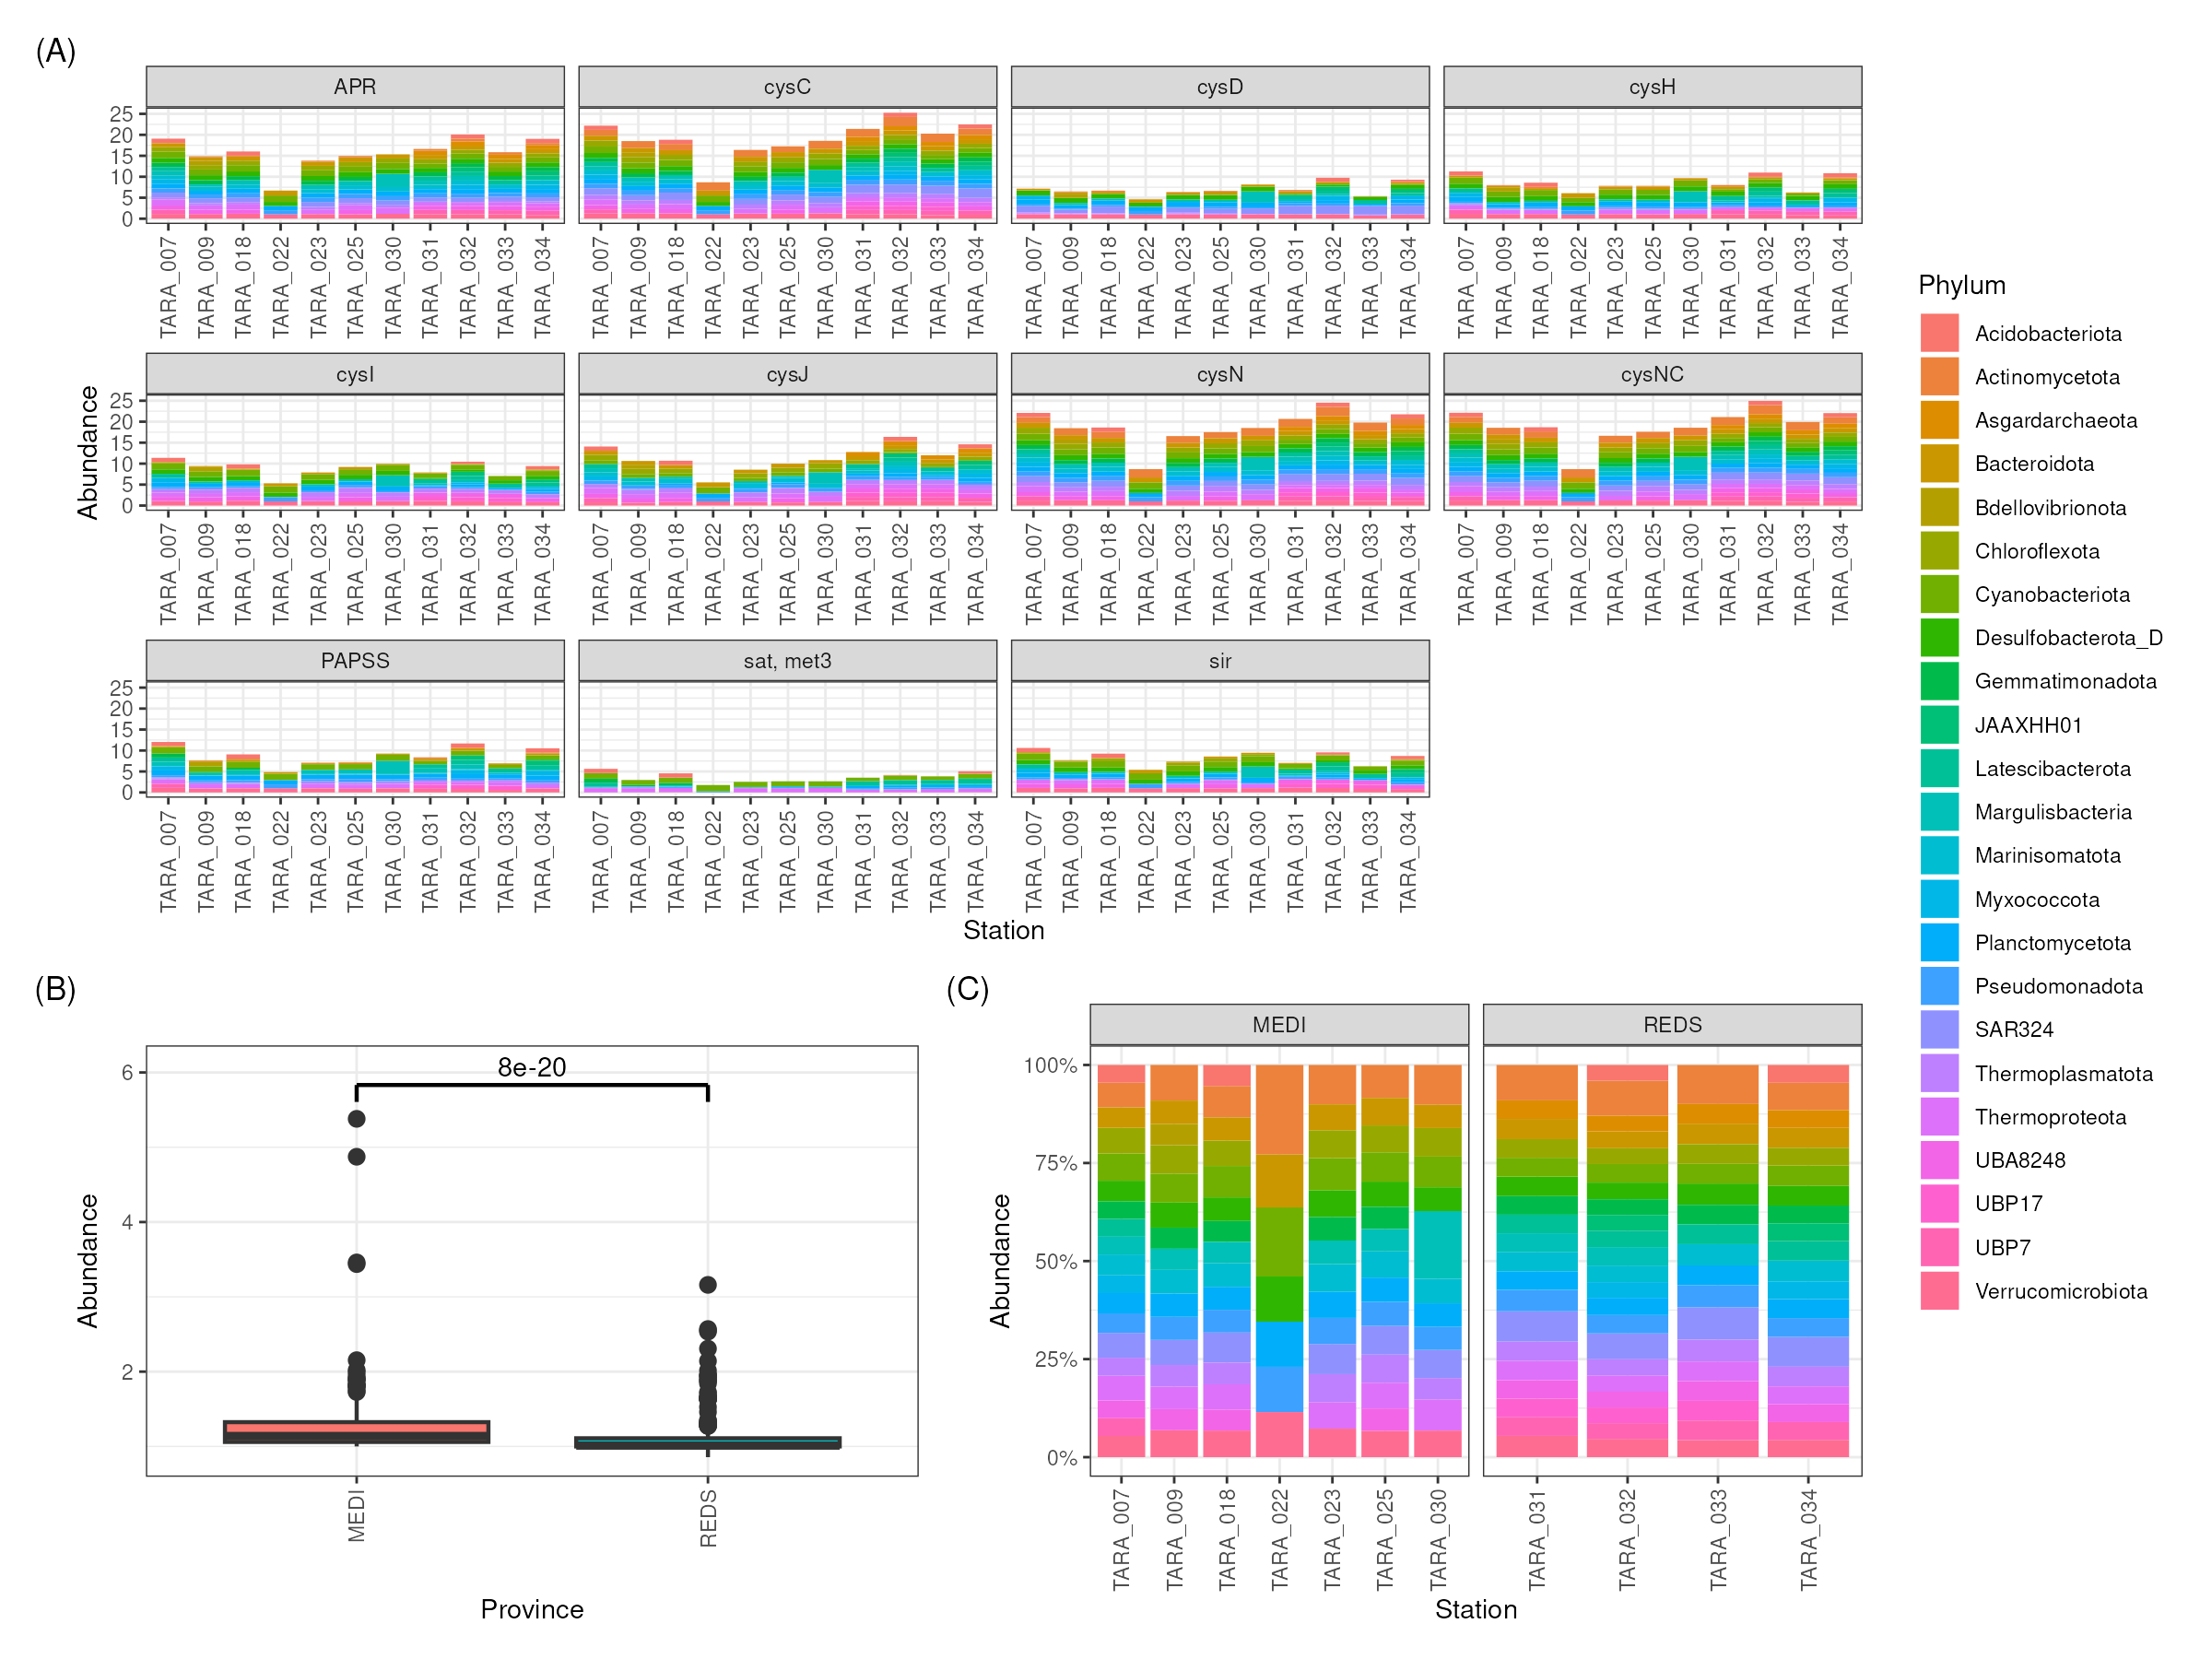 (A)
APR
cysC
cysD
cysH
25
20
15
10
5
0
TARA_007
TARA_009
TARA_018
TARA_022
TARA_023
TARA_025
TARA_030
TARA_031
TARA_032
TARA_033
TARA_034
TARA_007
TARA_009
TARA_018
TARA_022
TARA_023
TARA_025
TARA_030
TARA_031
TARA_032
TARA_033
TARA_034
TARA_007
TARA_009
TARA_018
TARA_022
TARA_023
TARA_025
TARA_030
TARA_031
TARA_032
TARA_033
TARA_034
TARA_007
TARA_009
TARA_018
TARA_022
TARA_023
TARA_025
TARA_030
TARA_031
TARA_032
TARA_033
TARA_034
cysI
cysJ
cysN
cysNC
Abundance
25
20
15
10
5
0
TARA_007
TARA_009
TARA_018
TARA_022
TARA_023
TARA_025
TARA_030
TARA_031
TARA_032
TARA_033
TARA_034
TARA_007
TARA_009
TARA_018
TARA_022
TARA_023
TARA_025
TARA_030
TARA_031
TARA_032
TARA_033
TARA_034
TARA_007
TARA_009
TARA_018
TARA_022
TARA_023
TARA_025
TARA_030
TARA_031
TARA_032
TARA_033
TARA_034
TARA_007
TARA_009
TARA_018
TARA_022
TARA_023
TARA_025
TARA_030
TARA_031
TARA_032
TARA_033
TARA_034
PAPSS
sat, met3
sir
25
20
15
10
5
0
TARA_007
TARA_009
TARA_018
TARA_022
TARA_023
TARA_025
TARA_030
TARA_031
TARA_032
TARA_033
TARA_034
TARA_007
TARA_009
TARA_018
TARA_022
TARA_023
TARA_025
TARA_030
TARA_031
TARA_032
TARA_033
TARA_034
TARA_007
TARA_009
TARA_018
TARA_022
TARA_023
TARA_025
TARA_030
TARA_031
TARA_032
TARA_033
TARA_034
Station
Phylum
Acidobacteriota
Actinomycetota
Asgardarchaeota
Bacteroidota
Bdellovibrionota
Chloroflexota
Cyanobacteriota
Desulfobacterota_D
Gemmatimonadota
JAAXHH01
Latescibacterota
Margulisbacteria
Marinisomatota
Myxococcota
Planctomycetota
Pseudomonadota
SAR324
Thermoplasmatota
Thermoproteota
UBA8248
UBP17
UBP7
Verrucomicrobiota
(B)
8e-20
6
4
2
Abundance
MEDI
REDS
Province
(C)
MEDI
REDS
100%
75%
50%
25%
0%
Abundance
TARA_007
TARA_009
TARA_018
TARA_022
TARA_023
TARA_025
TARA_030
TARA_031
TARA_032
TARA_033
TARA_034
Station